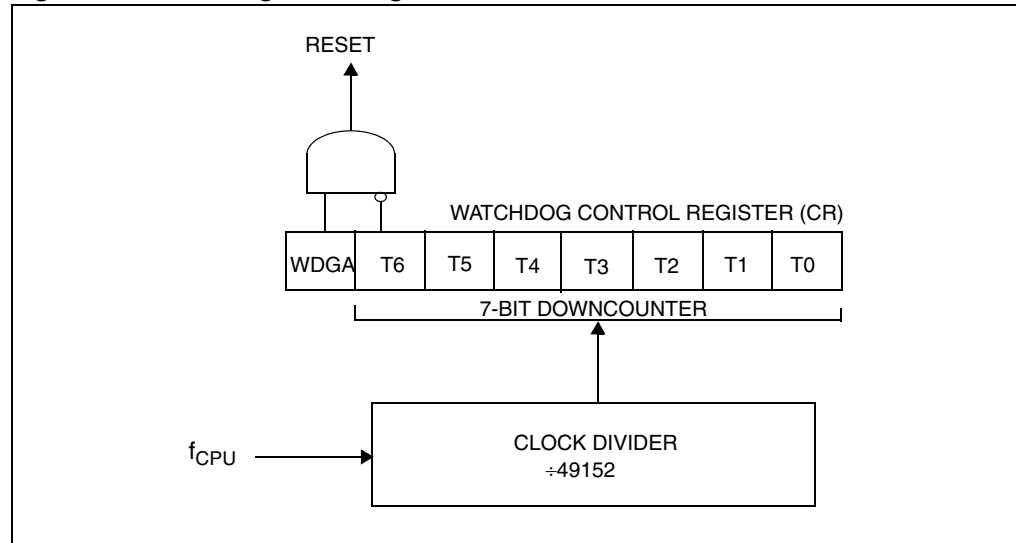 RESET
WATCHDOG CONTROL REGISTER (CR)
WDGA T6 T5 T4 T3 T2 T1 T0
7-BIT DOWNCOUNTER
fCPU
CLOCK DIVIDER
÷49152